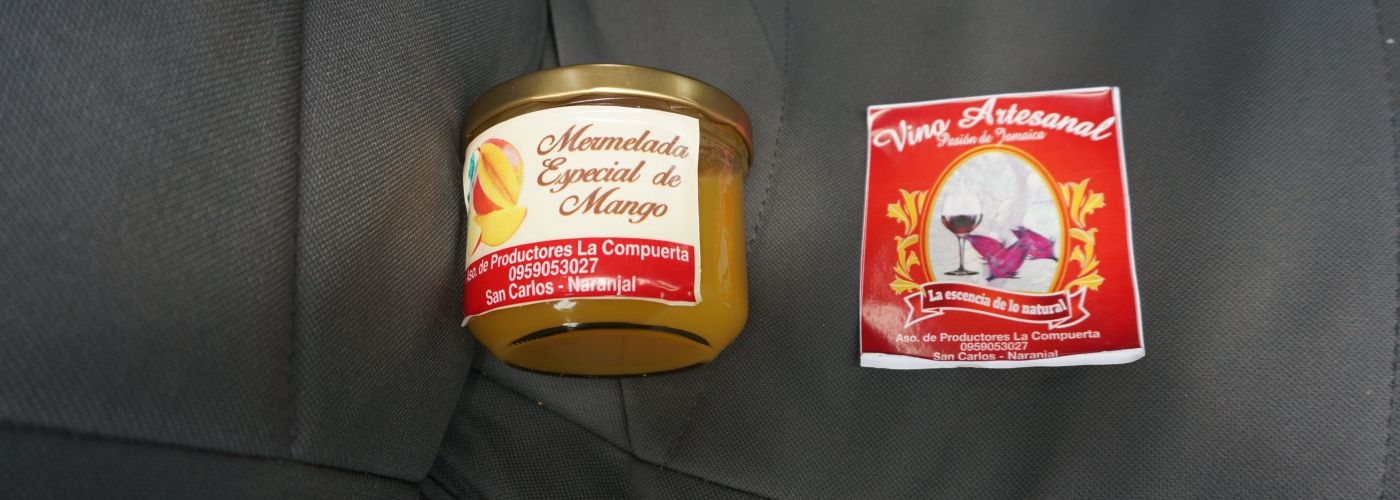 Mermelada
Especial de
Mango
Aso. de Productores La Compuerta
0959053027
San Carlos - Naranjal
Vino Artesanal
Pasión de Jamaica
La escencia de lo natural
Aso. de Productores La Compuerta
0959053027
San Carlos - Naranjal